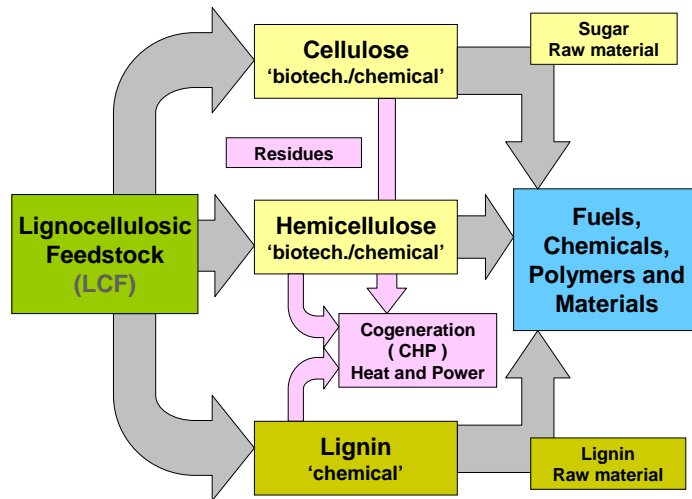 Cellulose
‘biotech./chemical’
Sugar
Raw material
Residues
Lignocellulosic
Feedstock
(LCF)
Hemicellulose
‘biotech./chemical’
Fuels,
Chemicals,
Polymers and
Materials
Cogeneration
( CHP )
Heat and Power
Lignin
‘chemical’
Lignin
Raw material